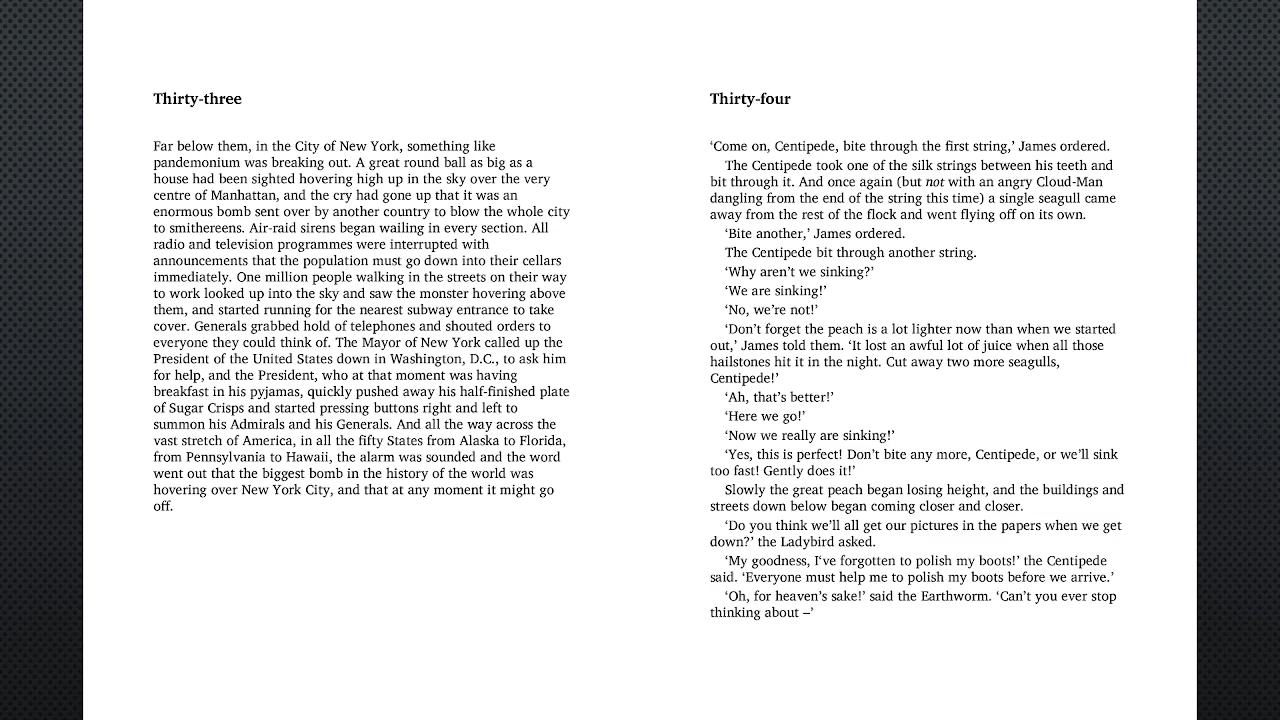 Thirty-three
Far below them, in the City of New York, something like
pandemonium was breaking out. A great round ball as big as a
house had been sighted hovering high up in the sky over the very
centre of Manhattan, and the cry had gone up that it was an
enormous bomb sent over by another country to blow the whole city
to smithereens. Air-raid sirens began wailing in every section. All
radio and television programmes were interrupted with
announcements that the population must go down into their cellars
immediately. One million people walking in the streets on their way
to work looked up into the sky and saw the monster hovering above
them, and started running for the nearest subway entrance to take
cover. Generals grabbed hold of telephones and shouted orders to
everyone they could think of. The Mayor of New York called up the
President of the United States down in Washington, D.C., to ask him
for help, and the President, who at that moment was having
breakfast in his pyjamas, quickly pushed away his half-finished plate
of Sugar Crisps and started pressing buttons right and left to
summon his Admirals and his Generals. And all the way across the
vast stretch of America, in all the fifty States from Alaska to Florida,
from Pennsylvania to Hawaii, the alarm was sounded and the word
went out that the biggest bomb in the history of the world was
hovering over New York City, and that at any moment it might go
off.
Thirty-four
‘Come on, Centipede, bite through the first string,’ James ordered.
The Centipede took one of the silk strings between his teeth and
bit through it. And once again (but not with an angry Cloud-Man
dangling from the end of the string this time) a single seagull came
away from the rest of the flock and went flying off on its own.
‘Bite another,’ James ordered.
The Centipede bit through another string.
‘Why aren’t we sinking?’
‘We are sinking!’
‘No, we’re not!’
‘Don’t forget the peach is a lot lighter now than when we started
out,’ James told them. ‘It lost an awful lot of juice when all those
hailstones hit it in the night. Cut away two more seagulls,
Centipede!’
‘Ah, that’s better!’
‘Here we go!’
‘Now we really are sinking!’
‘Yes, this is perfect! Don’t bite any more, Centipede, or we’ll sink
too fast! Gently does it!’
Slowly the great peach began losing height, and the buildings and
streets down below began coming closer and closer.
‘Do you think we’ll all get our pictures in the papers when we get
down?’ the Ladybird asked.
‘My goodness, I‘ve forgotten to polish my boots!’ the Centipede
said. ‘Everyone must help me to polish my boots before we arrive.’
‘Oh, for heaven’s sake!’ said the Earthworm. ‘Can’t you ever stop
thinking about –’